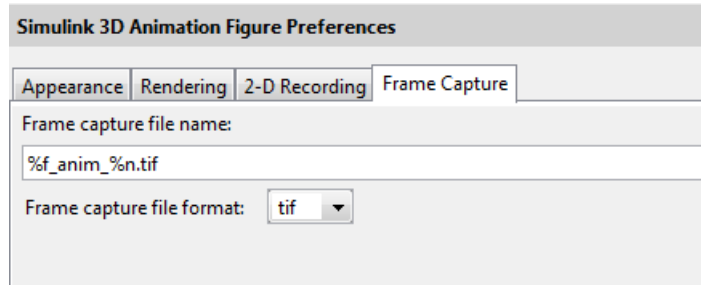 Simulink 3D Animation Figure Preferences
Appearance Rendering 2-D Recording Frame Capture
Frame capture file name:
%f_anim_%n.tif
Frame capture file format: tif